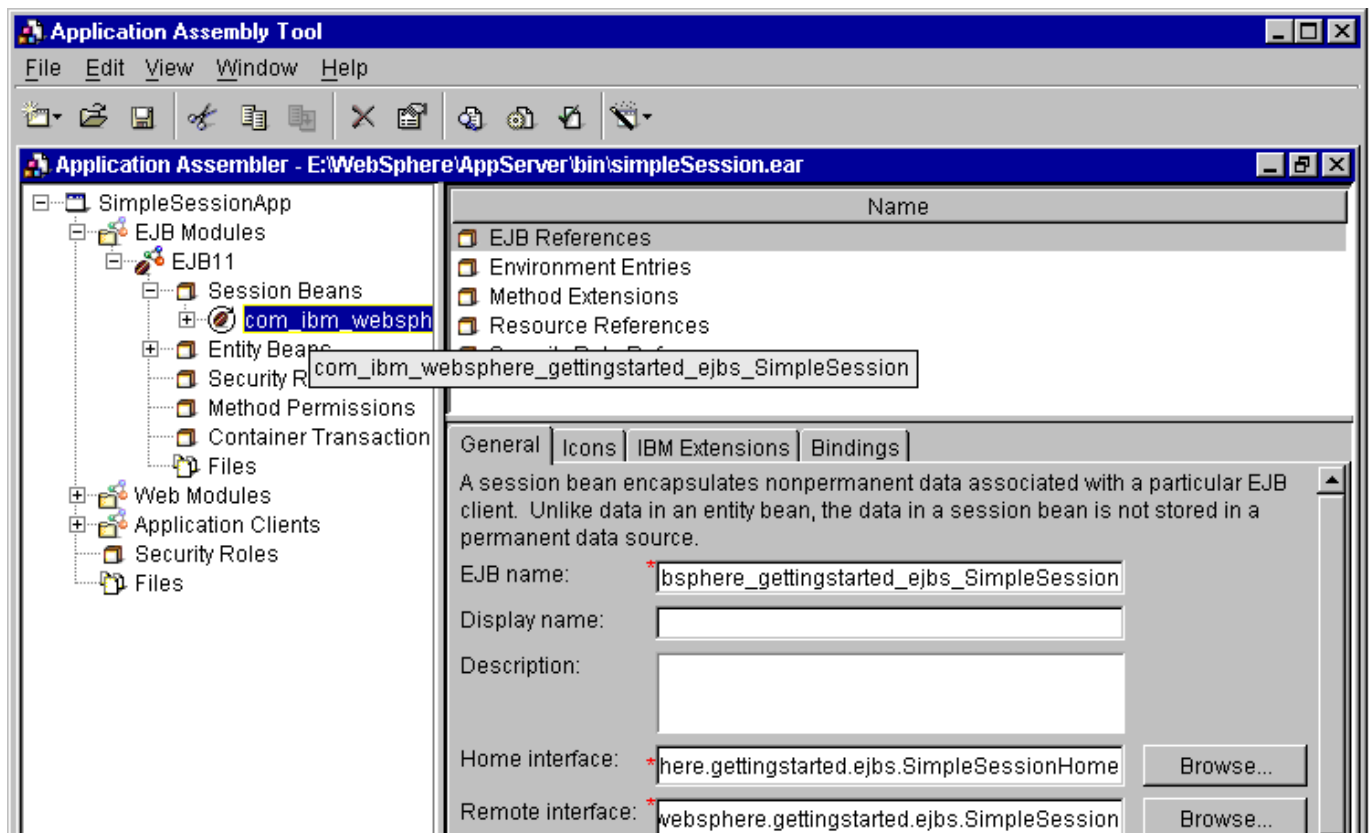 Application Assembly Tool
File Edit View Window Help
Application Assembler - E:\WebSphere\AppServer\bin\simpleSession.ear
SimpleSessionApp
EJB Modules
EJB11
Session Beans
com_ibm_websph
Entity Beans
Security R
Method Permissions
Container Transaction
Files
Web Modules
Application Clients
Security Roles
Files
com_ibm_websphere_gettingstarted_ejbs_SimpleSession
Name
EJB References
Environment Entries
Method Extensions
Resource References
General Icons IBM Extensions Bindings
A session bean encapsulates nonpermanent data associated with a particular EJB
client. Unlike data in an entity bean, the data in a session bean is not stored in a
permanent data source.
EJB name: * bsphere_gettingstarted_ejbs_SimpleSession
Display name:
Description:
Home interface: * here.gettingstarted.ejbs.SimpleSessionHome Browse...
Remote interface: * websphere.gettingstarted.ejbs.SimpleSession Browse...